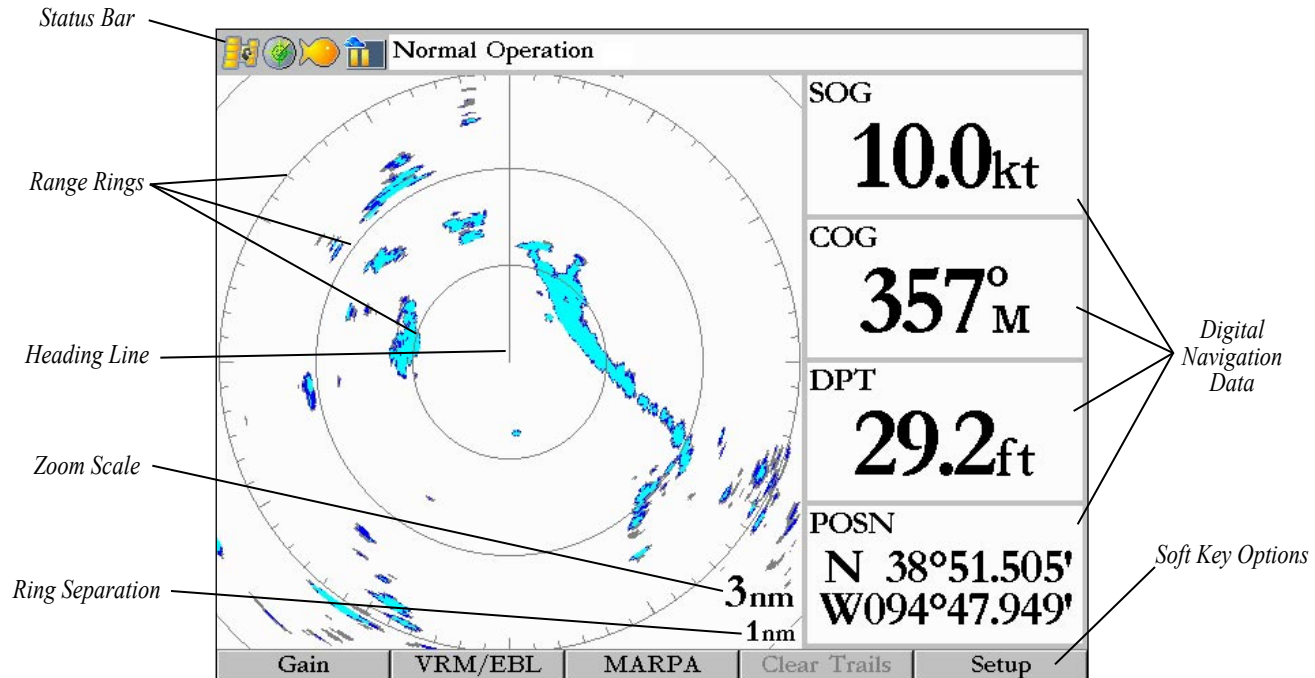 Status Bar
Normal Operation
SOG
10.0kt
Range Rings
COG
357°M
Heading Line
Digital
Navigation
Data
DPT
29.2ft
Zoom Scale
POSN
N 38°51.505'
W094°47.949'
Soft Key Options
3nm
Ring Separation
1nm
Gain
VRM/EBL
MARPA
Clear Trails
Setup